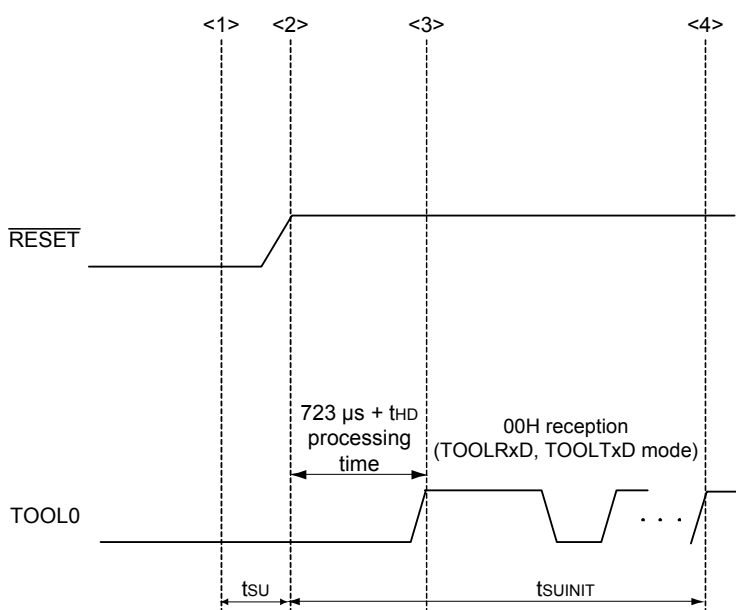 <1> <2> <3> <4>
RESET
723 µs + tHD
processing
time
00H reception
(TOOLRxD, TOOLTxD mode)
TOOL0
. . .
tSU
tSUINIT